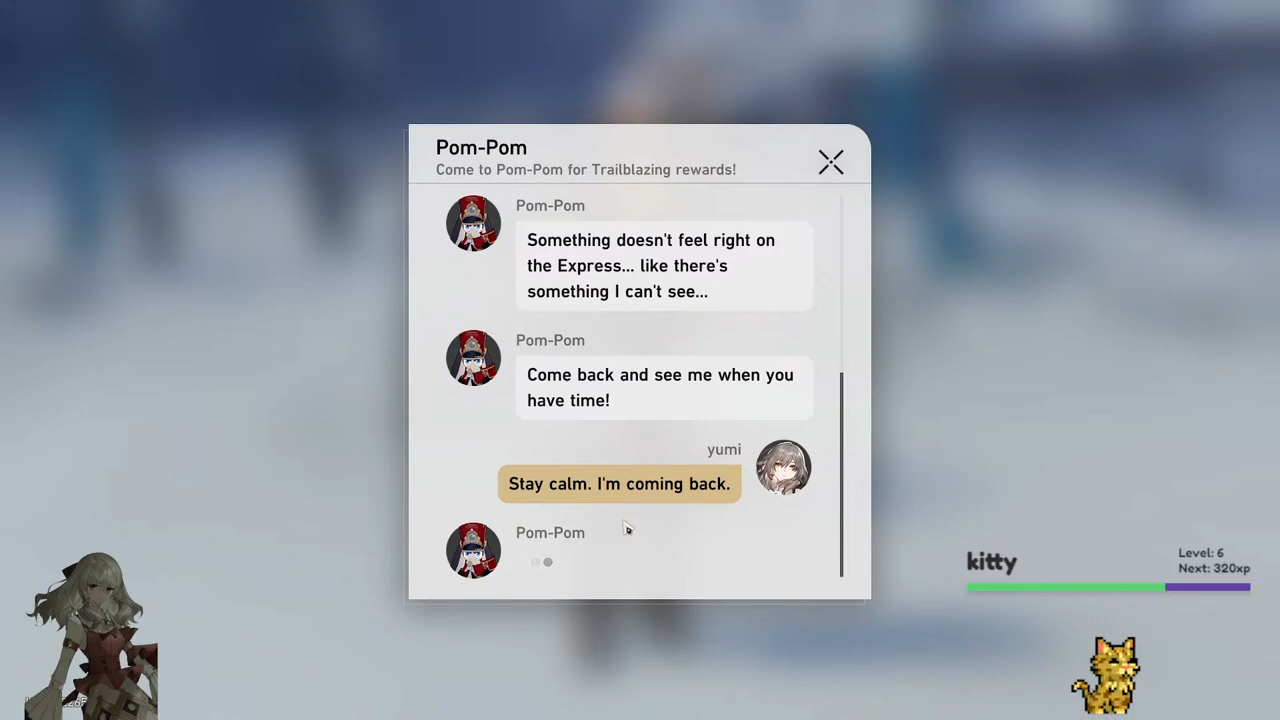 Pom-Pom
Come to Pom-Pom for Trailblazing rewards!
Pom-Pom
Something doesn't feel right on
the Express... like there's
something I can't see...
Pom-Pom
Come back and see me when you
have time!
yumi
Stay calm. I'm coming back.
Pom-Pom
kitty
Level: 6
Next: 320xp